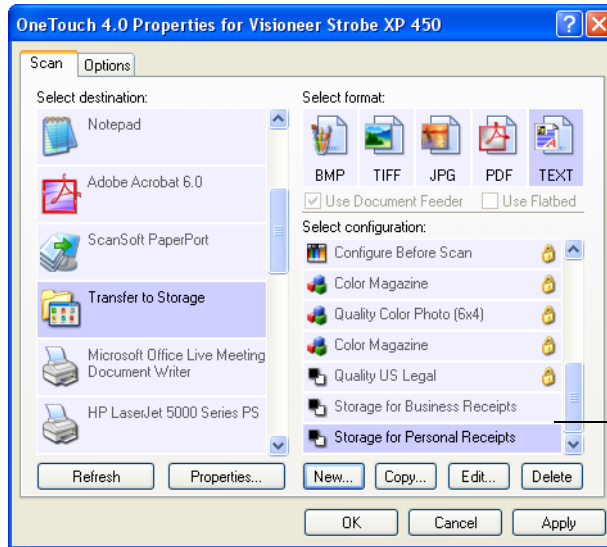 OneTouch 4.0 Properties for Visioneer Strobe XP 450
Scan
Options
Select destination:
Notepad
Adobe Acrobat 6.0
ScanSoft PaperPort
Transfer to Storage
Microsoft Office Live Meeting
Document Writer
HP LaserJet 5000 Series PS
Refresh
Properties...
Select format:
BMP
TIFF
JPG
PDF
TEXT
Use Document Feeder
Use Flatbed
Select configuration:
Configure Before Scan
Color Magazine
Quality Color Photo (6x4)
Color Magazine
Quality US Legal
Storage for Business Receipts
Storage for Personal Receipts
New...
Copy...
Edit...
Delete
OK
Cancel
Apply